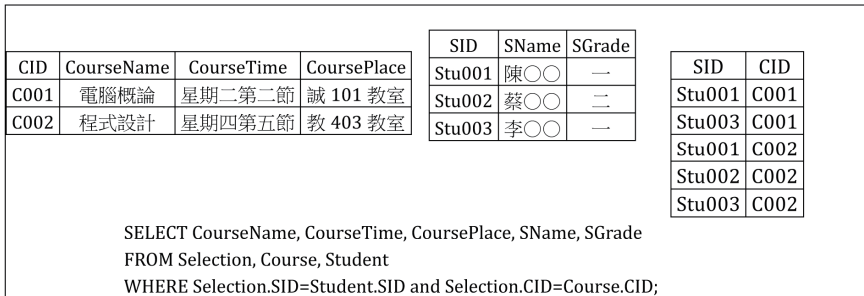 CID CourseName CourseTime CoursePlace
C001 電腦概論 星期二第二節 誠 101 教室
C002 程式設計 星期四第五節 教 403 教室
SID SName SGrade
Stu001 陳○○ 一
Stu002 蔡○○ 二
Stu003 李○○ 一
SID CID
Stu001 C001
Stu003 C001
Stu001 C002
Stu002 C002
Stu003 C002
SELECT CourseName, CourseTime, CoursePlace, SName, SGrade
FROM Selection, Course, Student
WHERE Selection.SID=Student.SID and Selection.CID=Course.CID;